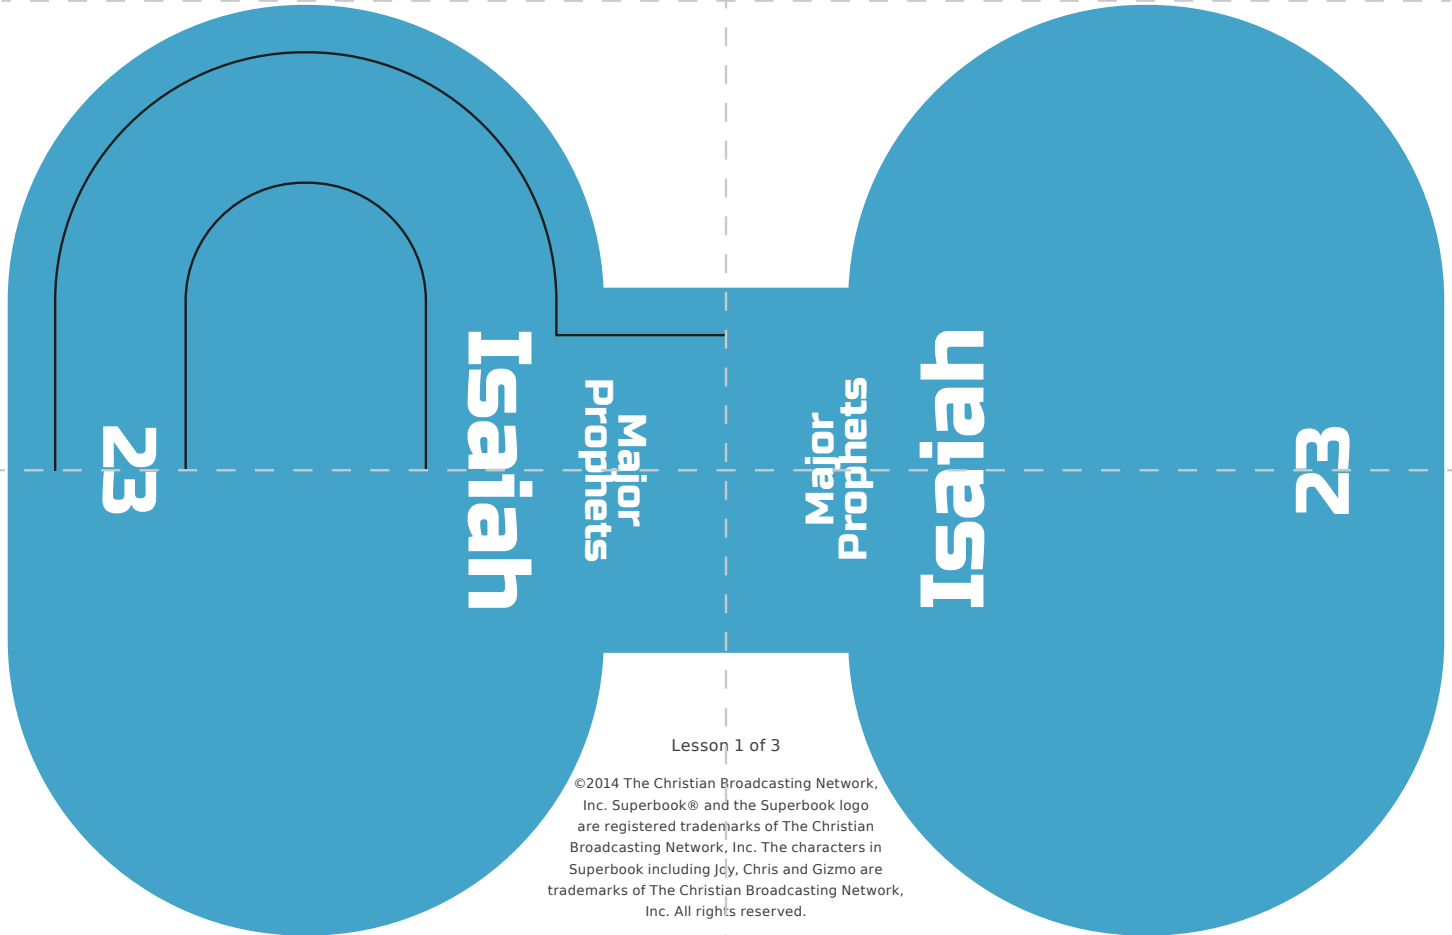 23
Isaiah
Major
Prophets
Major
Prophets
Isaiah
23
Lesson 1 of 3
©2014 The Christian Broadcasting Network,
Inc. Superbook® and the Superbook logo
are registered trademarks of The Christian
Broadcasting Network, Inc. The characters in
Superbook including Joy, Chris and Gizmo are
trademarks of The Christian Broadcasting Network,
Inc. All rights reserved.